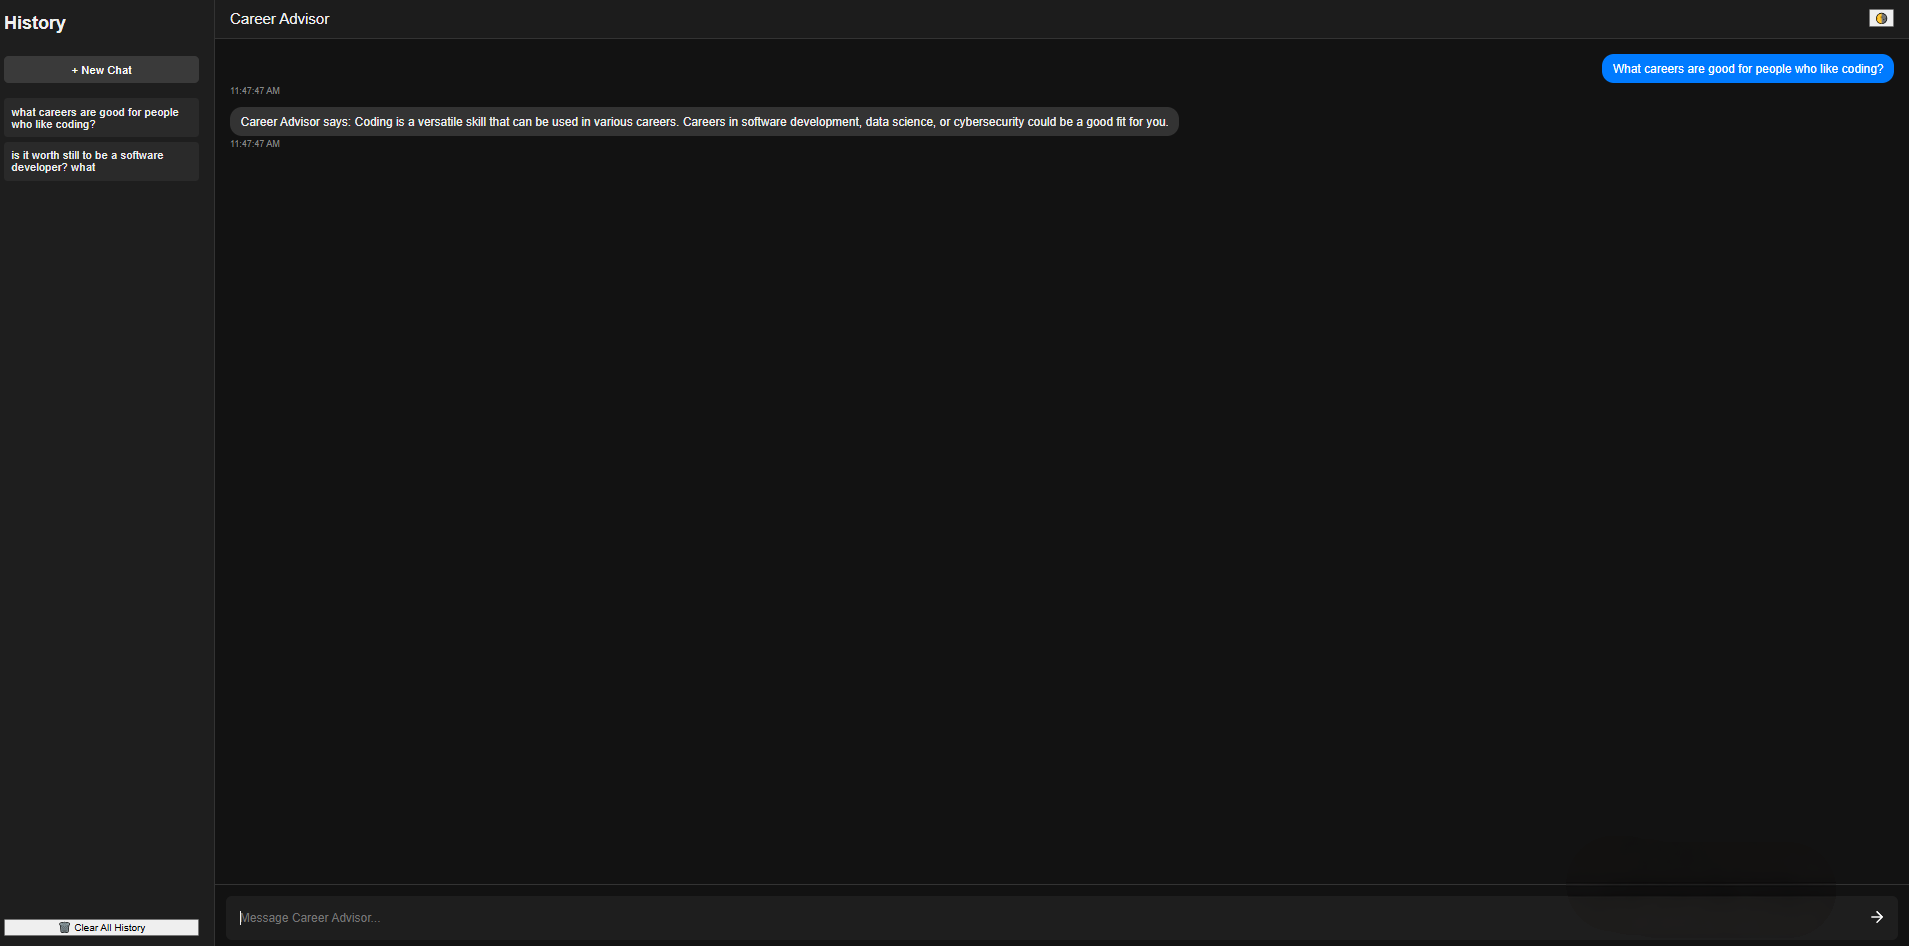 History
+ New Chat
what careers are good for people
who like coding?
is it worth still to be a software
developer? what
Clear All History
Career Advisor
What careers are good for people who like coding?
11:47:47 AM
Career Advisor says: Coding is a versatile skill that can be used in various careers. Careers in software development, data science, or cybersecurity could be a good fit for you.
11:47:47 AM
Message Career Advisor...